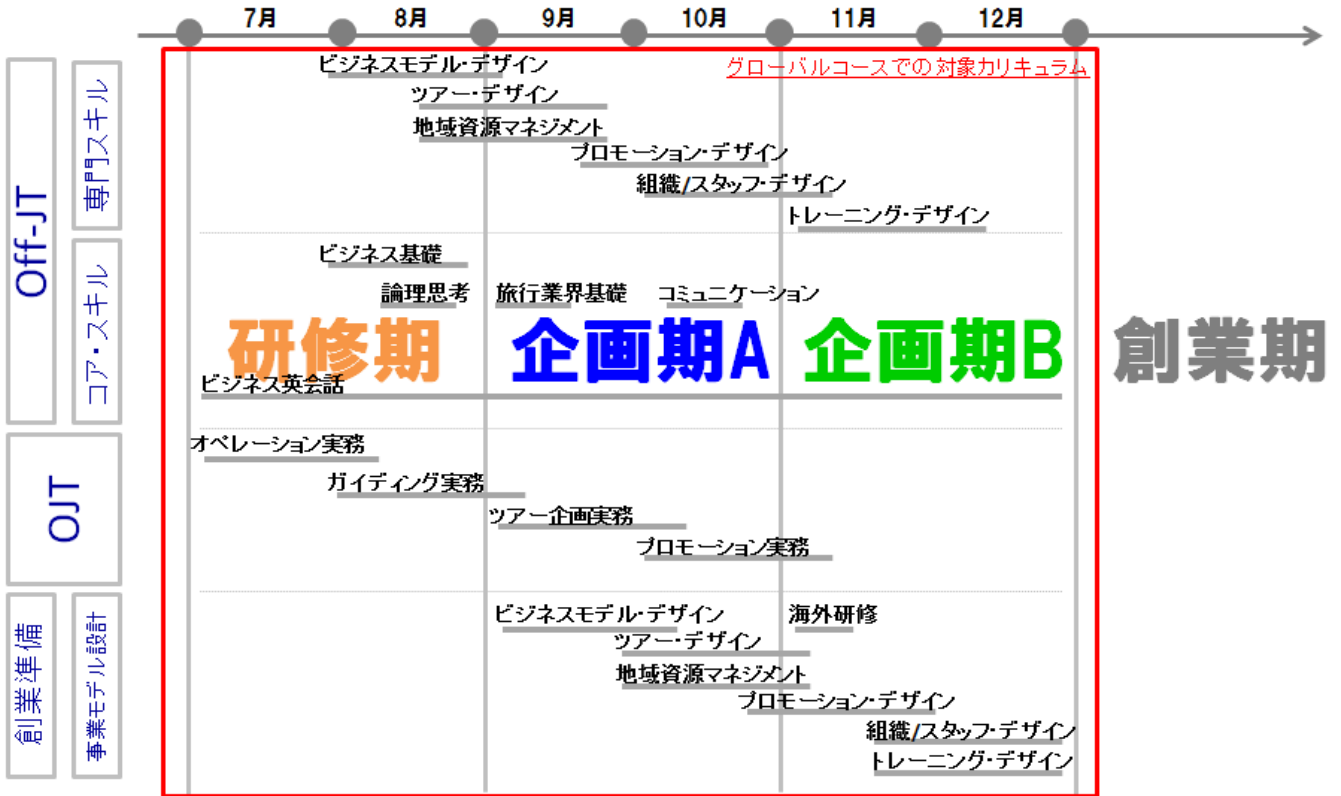 7月 8月 9月 10月 11月 12月
グローバルコースでの対象カリキュラム
Off-JT
専門スキル
ビジネスモデル・デザイン
ツアー・デザイン
地域資源マネジメント
プロモーション・デザイン
組織/スタッフ・デザイン
トレーニング・デザイン
コア・スキル
ビジネス基礎
論理思考 旅行業界基礎 コミュニケーション
研修期 企画期A 企画期B 創業期
ビジネス英会話
OJT
オペレーション実務
ガイディング実務
ツアー企画実務
プロモーション実務
創業準備
事業モデル設計
ビジネスモデル・デザイン 海外研修
ツアー・デザイン
地域資源マネジメント
プロモーション・デザイン
組織/スタッフ・デザイン
トレーニング・デザイン